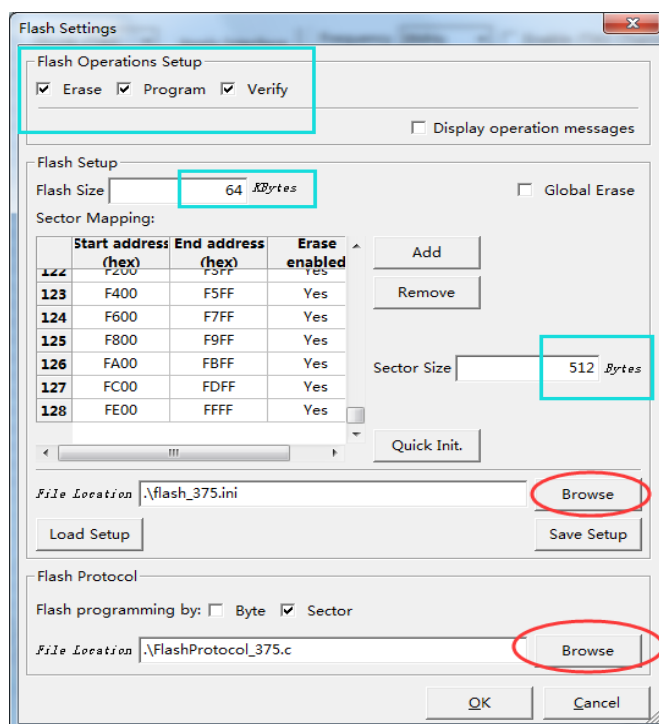 Flash Settings
Flash Operations Setup
Erase Program Verify
Display operation messages
Flash Setup
Flash Size 64 KBytes
Global Erase
Sector Mapping:
Start address (hex) End address (hex) Erase enabled
122 F200 F3FF Yes
123 F400 F5FF Yes
124 F600 F7FF Yes
125 F800 F9FF Yes
126 FA00 FBFF Yes
127 FC00 FDFF Yes
128 FE00 FFFF Yes
Add
Remove
Sector Size 512 Bytes
Quick Init.
File Location .\flash_375.ini Browse
Load Setup Save Setup
Flash Protocol
Flash programming by: Byte Sector
File Location .\FlashProtocol_375.c Browse
OK Cancel